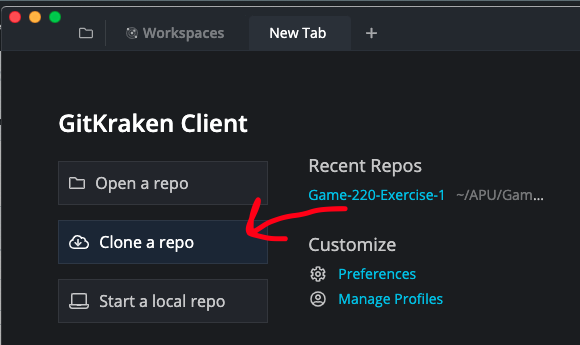 Workspaces
New Tab
GitKraken Client
Open a repo
Clone a repo
Start a local repo
Recent Repos
Game-220-Exercise-1 ~/APU/Gam...
Customize
Preferences
Manage Profiles